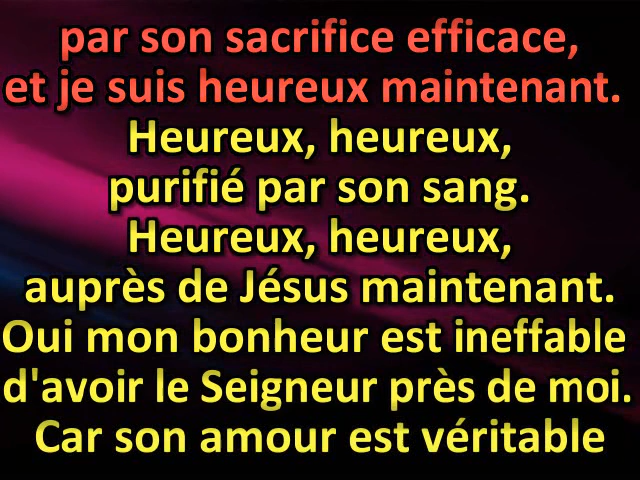 par son sacrifice efficace,
et je suis heureux maintenant.
Heureux, heureux,
purifié par son sang.
Heureux, heureux,
auprès de Jésus maintenant.
Oui mon bonheur est ineffable
d'avoir le Seigneur près de moi.
Car son amour est véritable